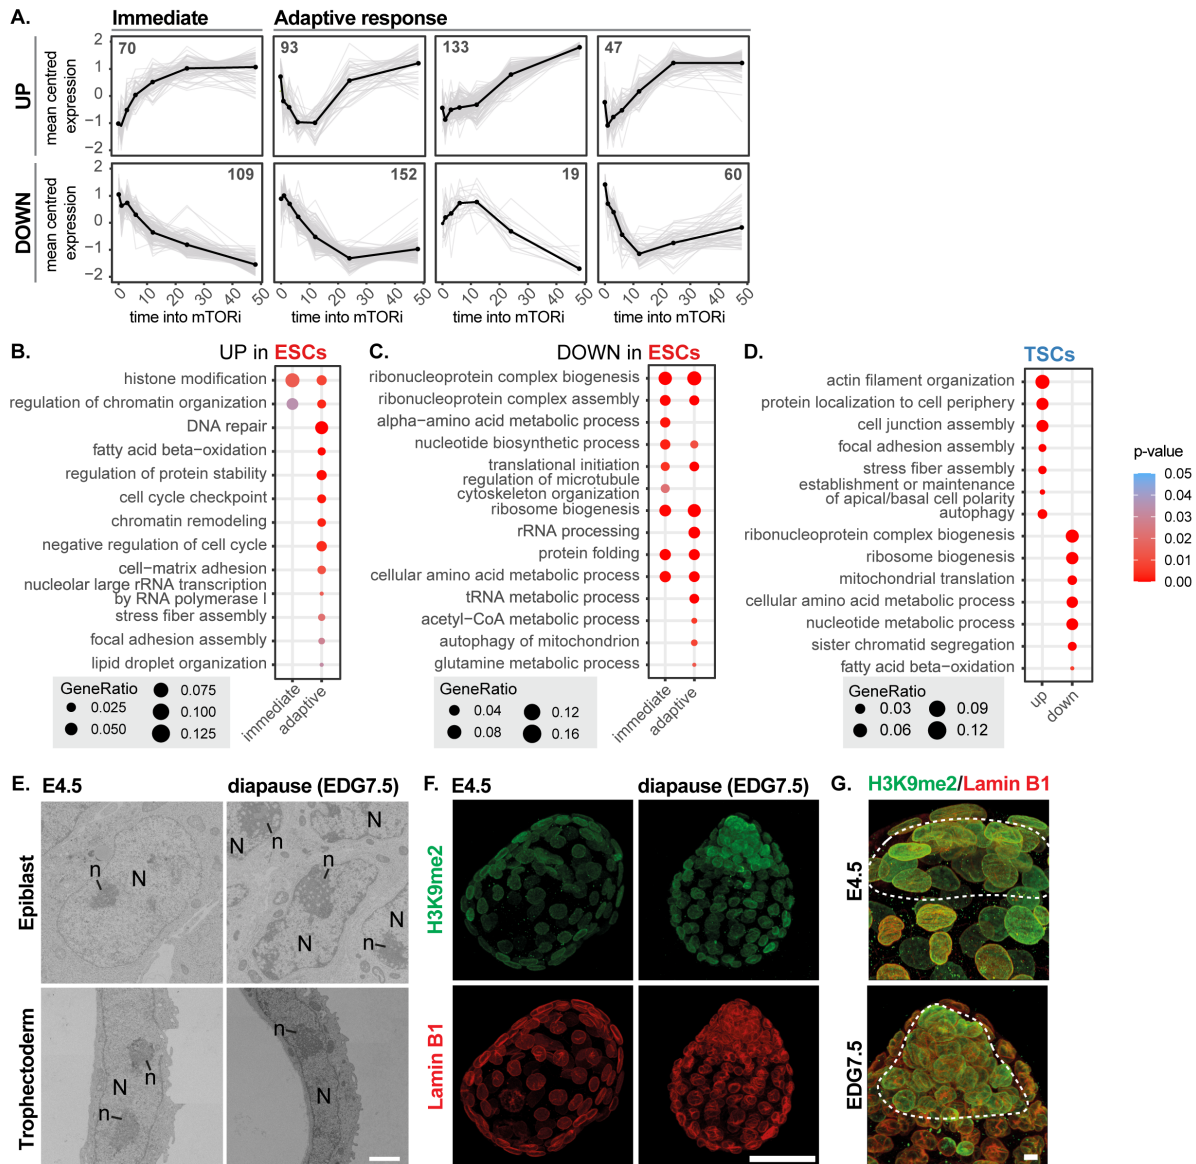 A.
Immediate
Adaptive response
UP
mean centred
expression
2
1
0
−1
−2
70
93
133
47
DOWN
mean centred
expression
2
1
0
−1
−2
109
152
19
60
0 10 20 30 40 50
0 10 20 30 40 50
0 10 20 30 40 50
0 10 20 30 40 50
time into mTORi
time into mTORi
time into mTORi
time into mTORi
B.
UP in ESCs
histone modification
regulation of chromatin organization
DNA repair
fatty acid beta−oxidation
regulation of protein stability
cell cycle checkpoint
chromatin remodeling
negative regulation of cell cycle
cell−matrix adhesion
nucleolar large rRNA transcription
by RNA polymerase I
stress fiber assembly
focal adhesion assembly
lipid droplet organization
immediate
adaptive
GeneRatio
0.025
0.050
0.075
0.100
0.125
C.
DOWN in ESCs
ribonucleoprotein complex biogenesis
ribonucleoprotein complex assembly
alpha−amino acid metabolic process
nucleotide biosynthetic process
translational initiation
regulation of microtubule
cytoskeleton organization
ribosome biogenesis
rRNA processing
protein folding
cellular amino acid metabolic process
tRNA metabolic process
acetyl−CoA metabolic process
autophagy of mitochondrion
glutamine metabolic process
immediate
adaptive
GeneRatio
0.04
0.08
0.12
0.16
D.
TSCs
actin filament organization
protein localization to cell periphery
cell junction assembly
focal adhesion assembly
stress fiber assembly
establishment or maintenance
of apical/basal cell polarity
autophagy
ribonucleoprotein complex biogenesis
ribosome biogenesis
mitochondrial translation
cellular amino acid metabolic process
nucleotide metabolic process
sister chromatid segregation
fatty acid beta−oxidation
up
down
GeneRatio
0.03
0.06
0.09
0.12
p-value
0.05
0.04
0.03
0.02
0.01
0.00
E.
E4.5
diapause (EDG7.5)
Epiblast
n
N
N
n
N
n
N
N
n
Trophectoderm
n
N
n
n
N
F.
E4.5
diapause (EDG7.5)
H3K9me2
Lamin B1
G.
H3K9me2/Lamin B1
E4.5
EDG7.5